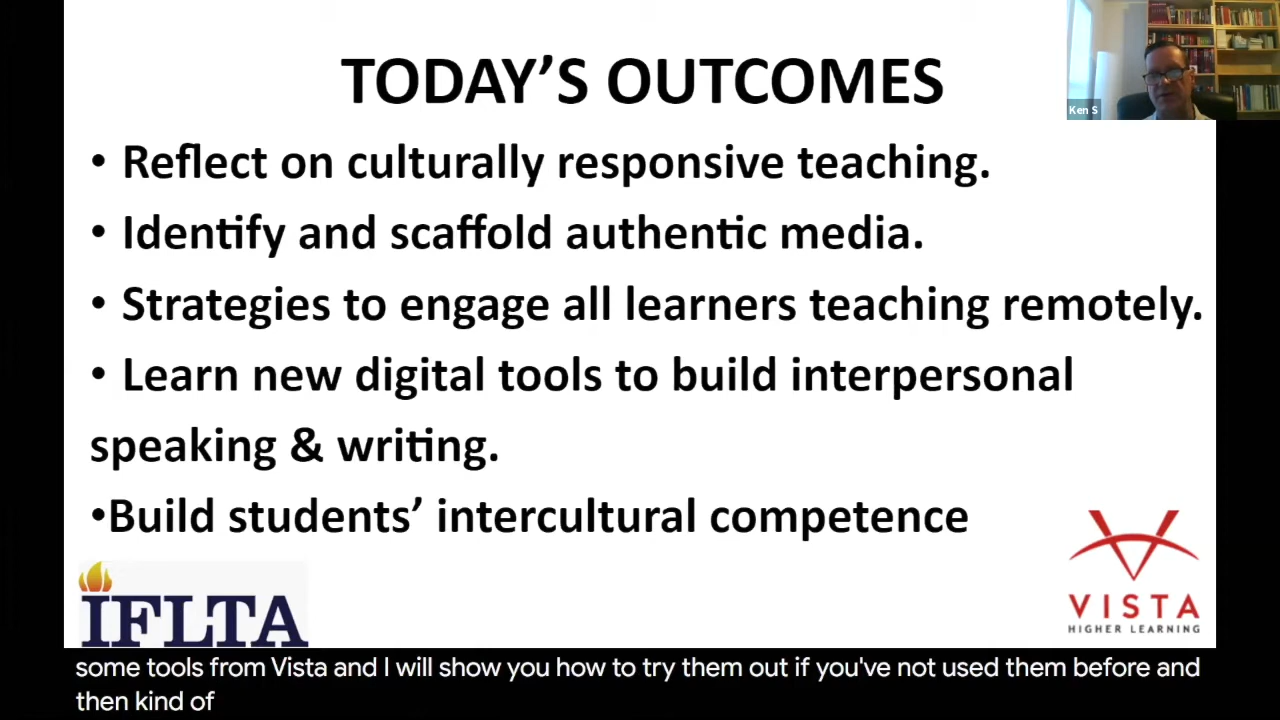 TODAY'S OUTCOMES
Ken S
• Reflect on culturally responsive teaching.
• Identify and scaffold authentic media.
• Strategies to engage all learners teaching remotely.
• Learn new digital tools to build interpersonal
speaking & writing.
•Build students' intercultural competence
IFLTA
VISTA
HIGHER LEARNING
some tools from Vista and I will show you how to try them out if you've not used them before and
then kind of